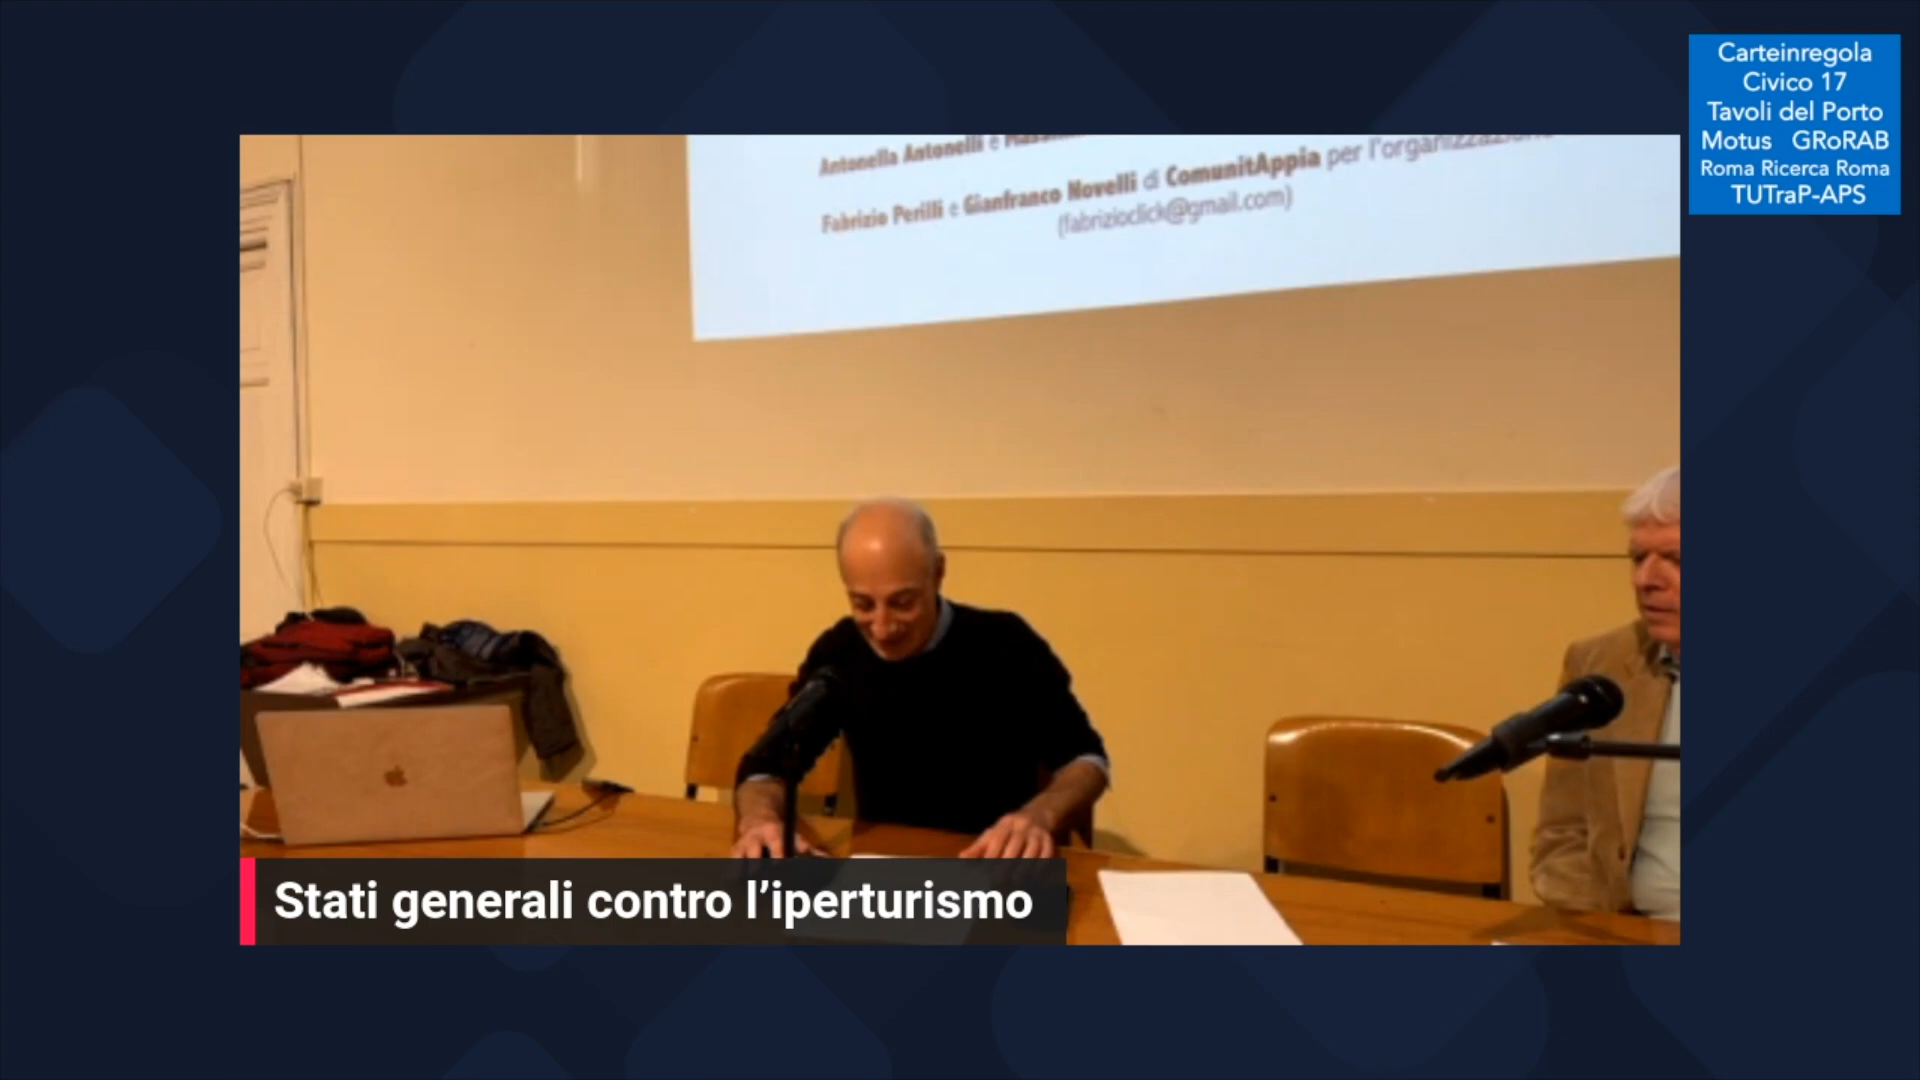 Carteinregola
Civico 17
Tavoli del Porto
Motus GRoRAB
Roma Ricerca Roma
TUTraP-APS
Antonella Antonelli e
Fabrizio Perilli e Gianfranco Novelli di ComunitAppia per l'organizzazione
(fabrizioclick@gmail.com)
Stati generali contro l’iperturismo